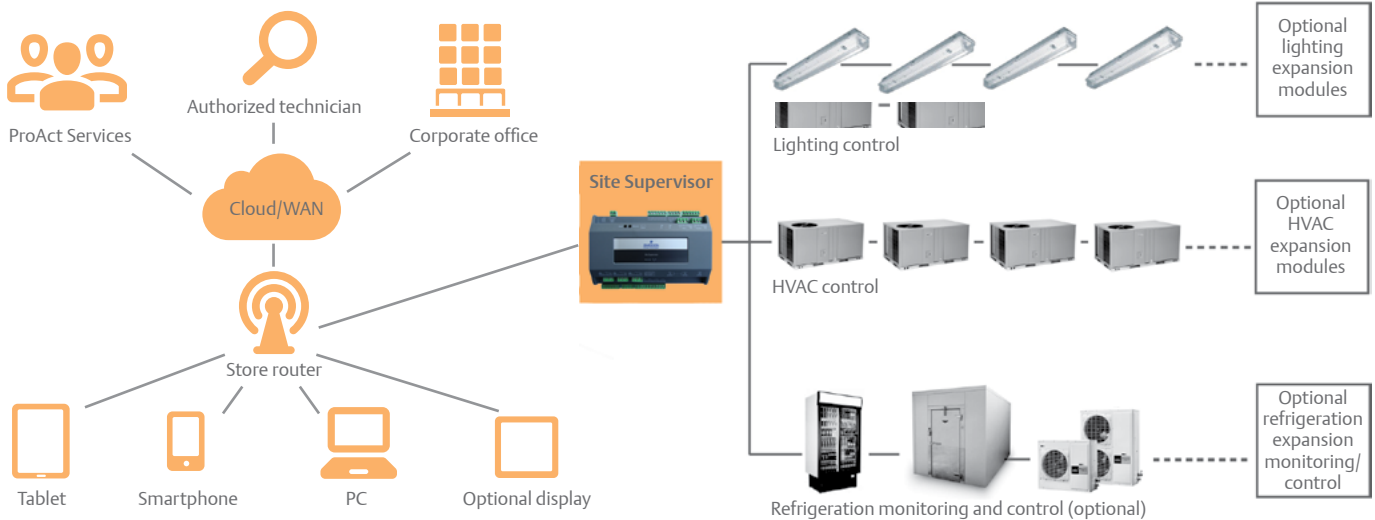 ProAct Services
Authorized technician
Corporate office
Cloud/WAN
Store router
Tablet
Smartphone
PC
Optional display
Site Supervisor
Lighting control
Optional
lighting
expansion
modules
HVAC control
Optional
HVAC
expansion
modules
Refrigeration monitoring and control (optional)
Optional
refrigeration
expansion
monitoring/
control